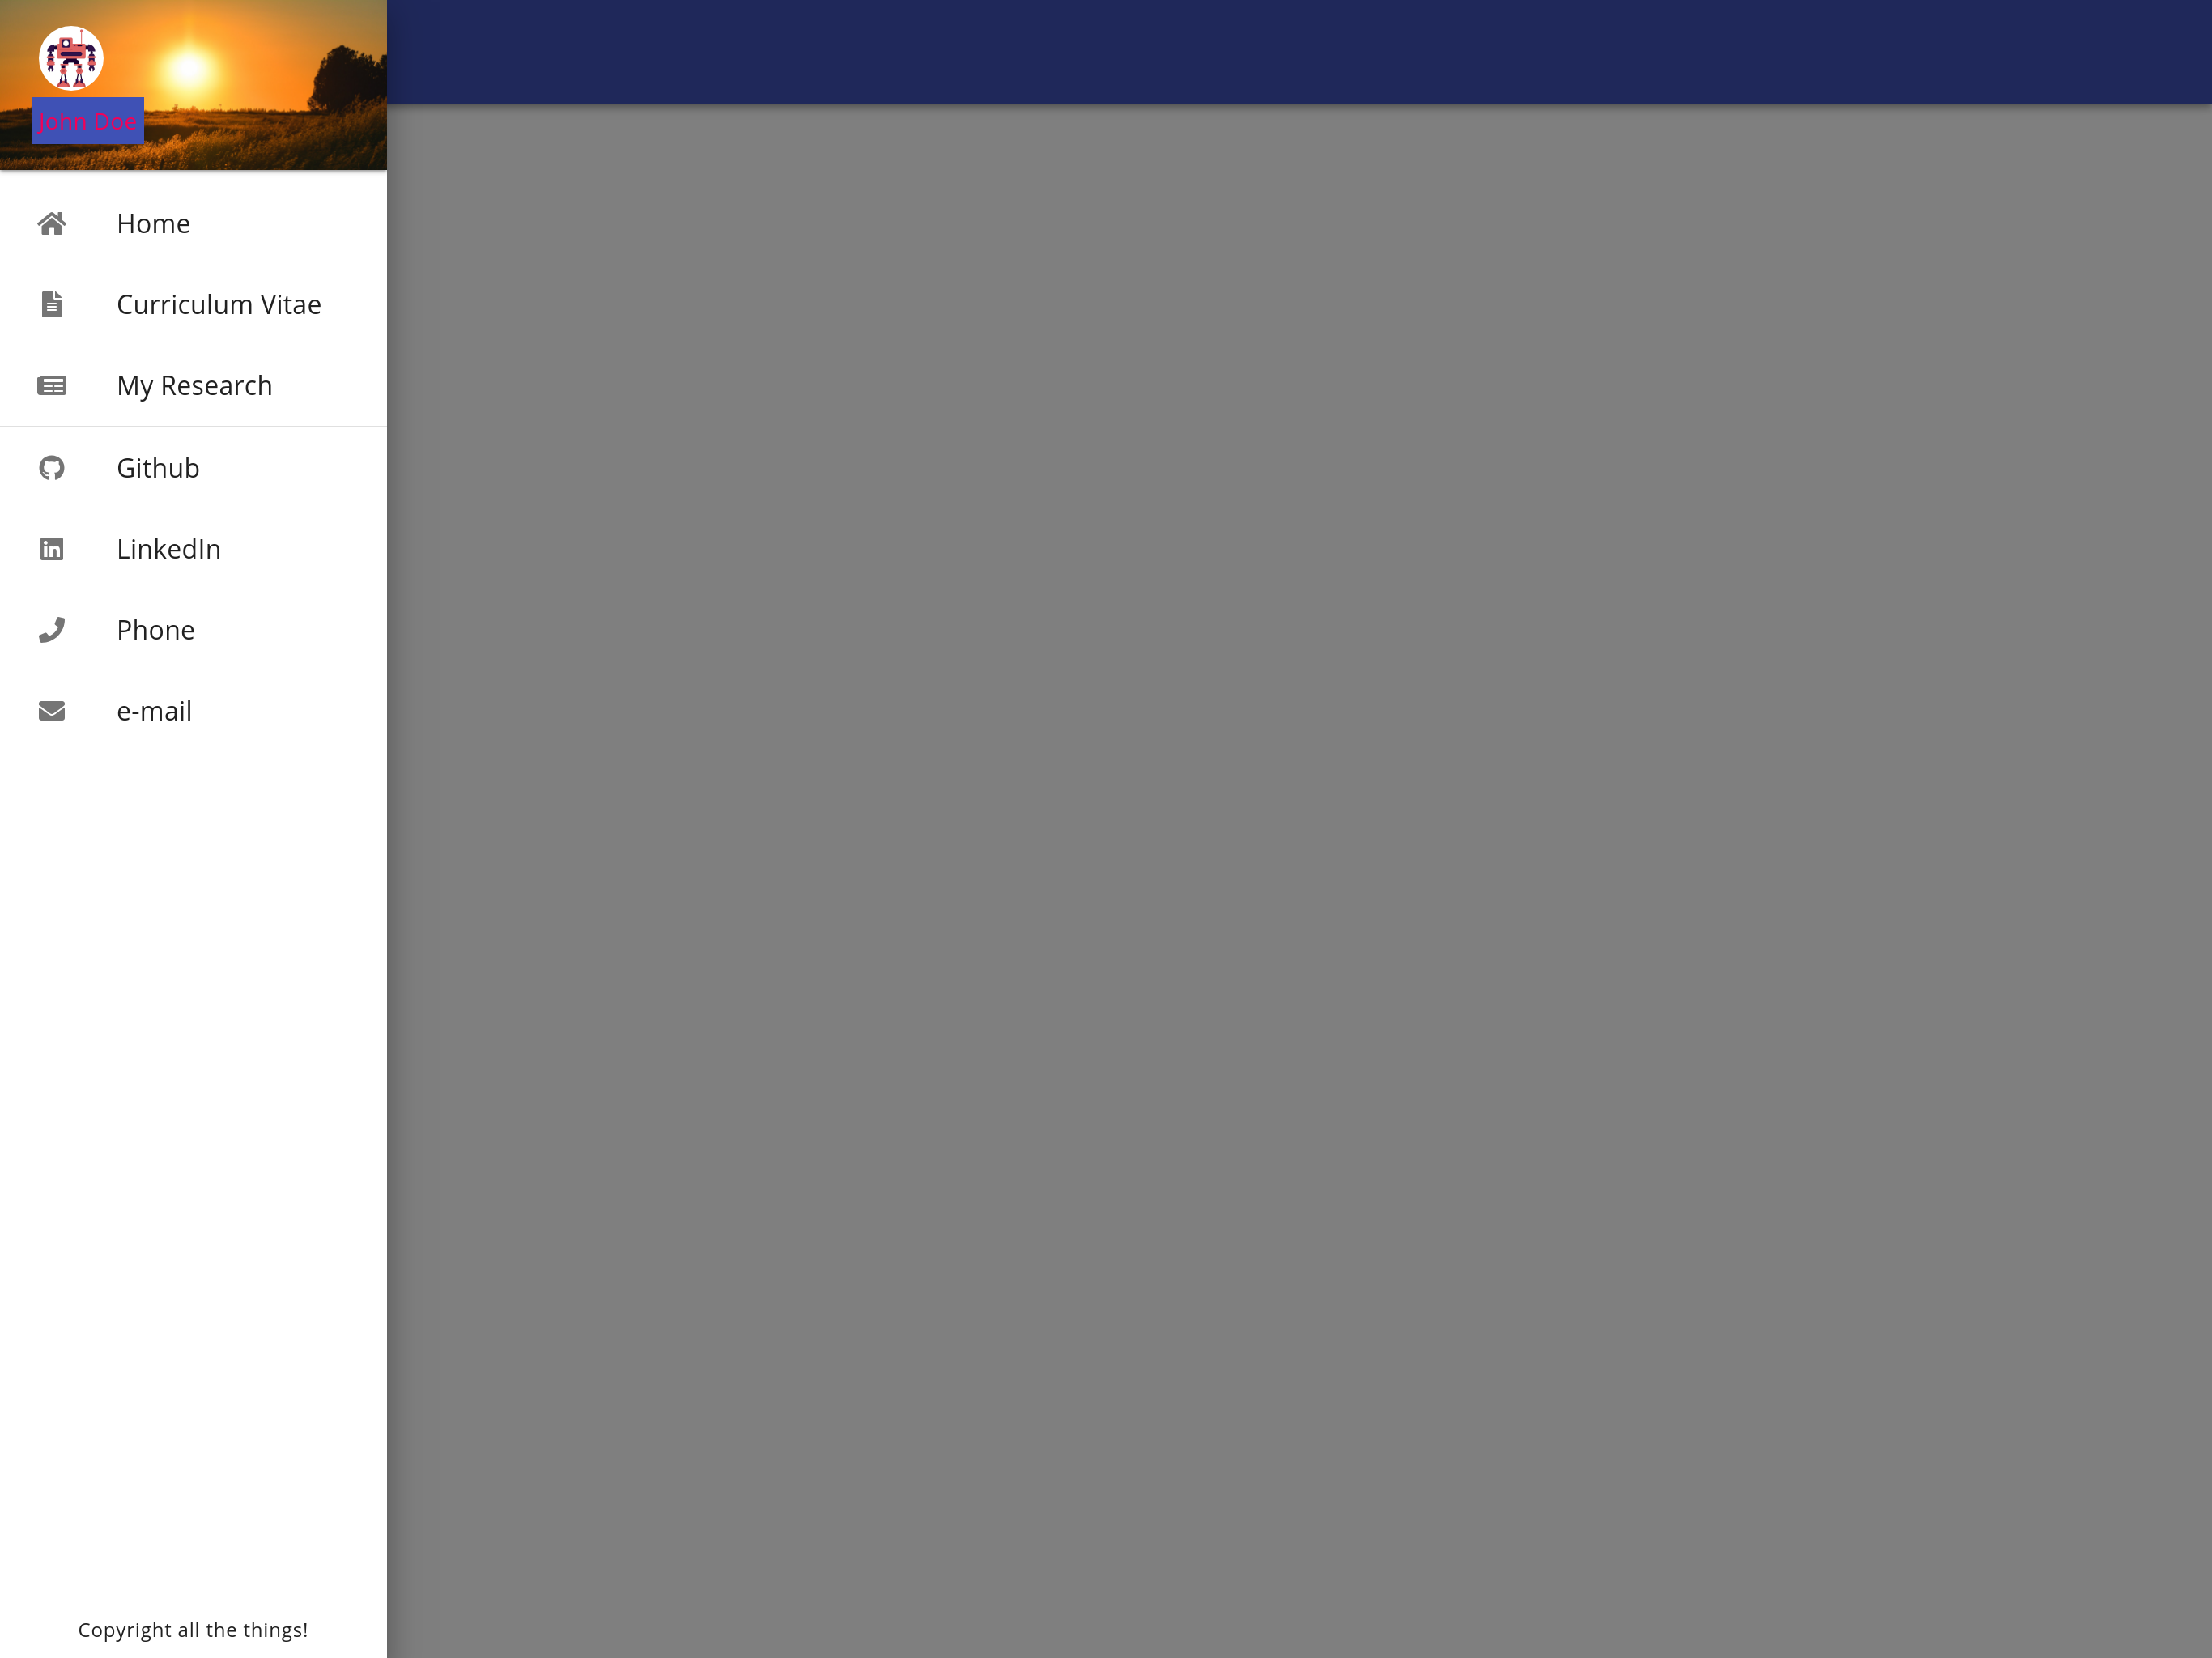 John Doe
Home
Curriculum Vitae
My Research
Github
LinkedIn
Phone
e-mail
Copyright all the things!